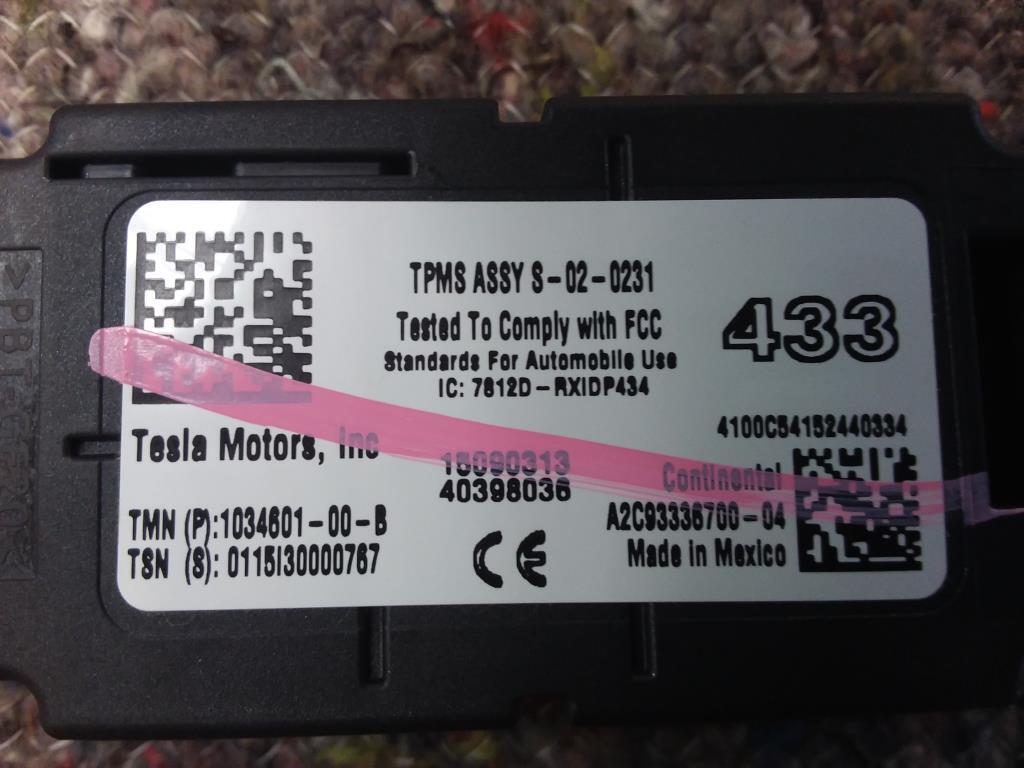 TPMS ASSY S-02-0231
Tested To Comply with FCC
Standards For Automobile Use
IC: 7812D-RXIDP434
433
4100C54152440334
Tesla Motors, Inc
15090313
40398036
Continental
TMN (P):1034601-00-B
TSN (S): 0115I30000767
CE
A2C93336700-04
Made in Mexico